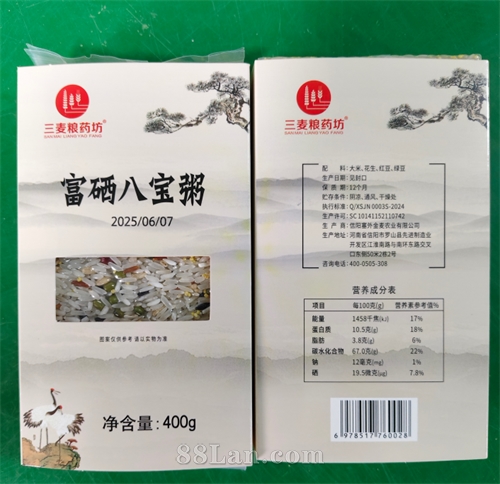 三麦粮药坊
SANMAI LIANG YAO FANG
富硒八宝粥
2025/06/07
图案仅供参考 请以实物为准
净含量: 400g
三麦粮药坊
SANMAI LIANG YAO FANG
配 料: 大米、花生、红豆、绿豆
生产日期: 见封口
保 质 期: 12个月
贮存条件: 阴凉、通风、干燥处
执行标准: Q/XSJN 0003S-2024
生产许可: SC 10141152110742
生 产 商: 信阳塞外金麦农业有限公司
生产地址: 河南省信阳市罗山县先进制造业
开发区江淮南路与南环东路交叉
口东侧50米2巷2号
咨询电话: 400-0505-308
营养成分表
项目 每100克(g) 营养素参考值%
能量 1458千焦(kJ) 17%
蛋白质 10.5克(g) 18%
脂肪 3.8克(g) 6%
碳水化合物 67.0克(g) 22%
钠 12毫克(mg) 1%
硒 19.5微克(μg) 7.8%
6 978517 760028
88Lan.com